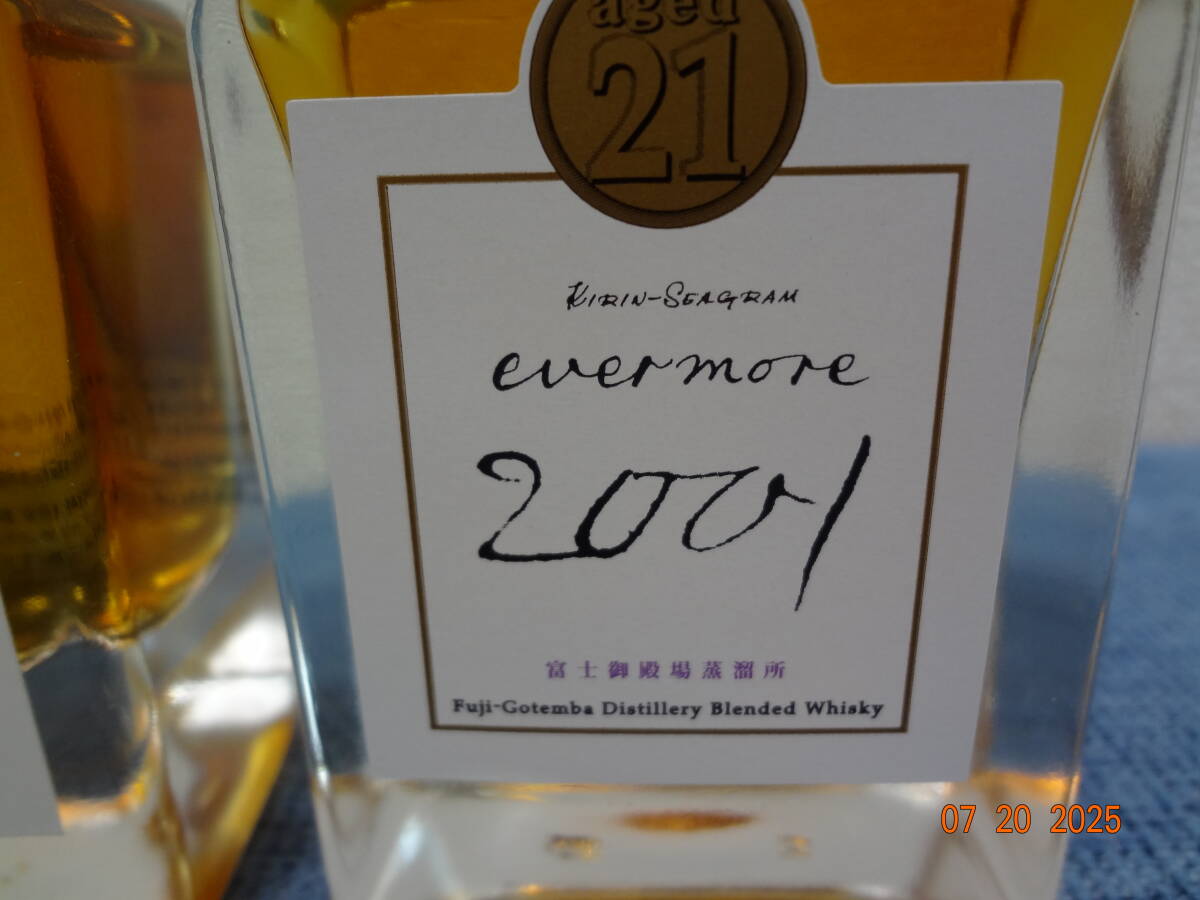 aged
21
KIRIN-SEAGRAM
evermore
2001
富士御殿場蒸溜所
Fuji-Gotemba Distillery Blended Whisky
07 20 2025